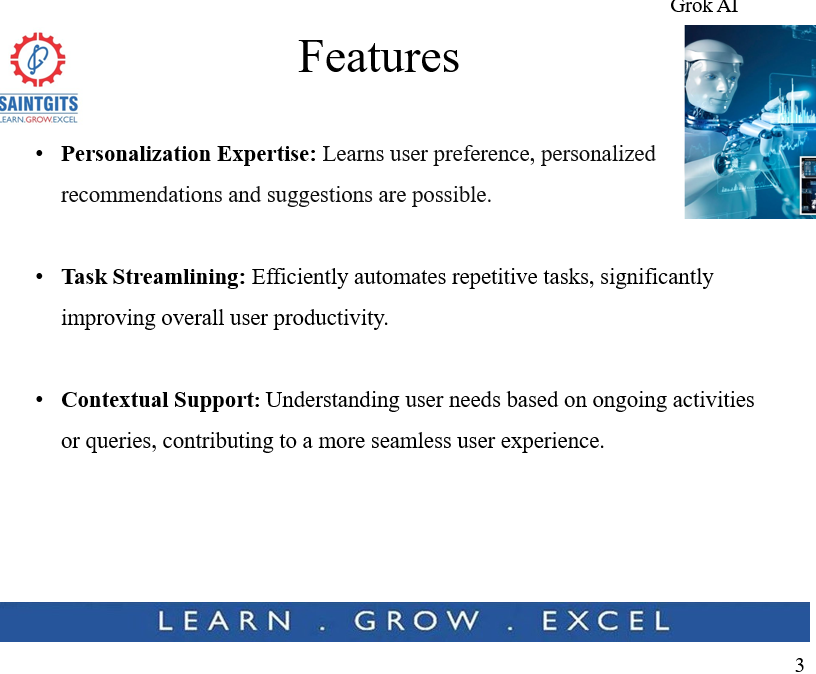 Grok AI
Features
SAINTGITS
LEARN.GROW.EXCEL
• Personalization Expertise: Learns user preference, personalized
recommendations and suggestions are possible.
• Task Streamlining: Efficiently automates repetitive tasks, significantly
improving overall user productivity.
• Contextual Support: Understanding user needs based on ongoing activities
or queries, contributing to a more seamless user experience.
LEARN . GROW . EXCEL
3